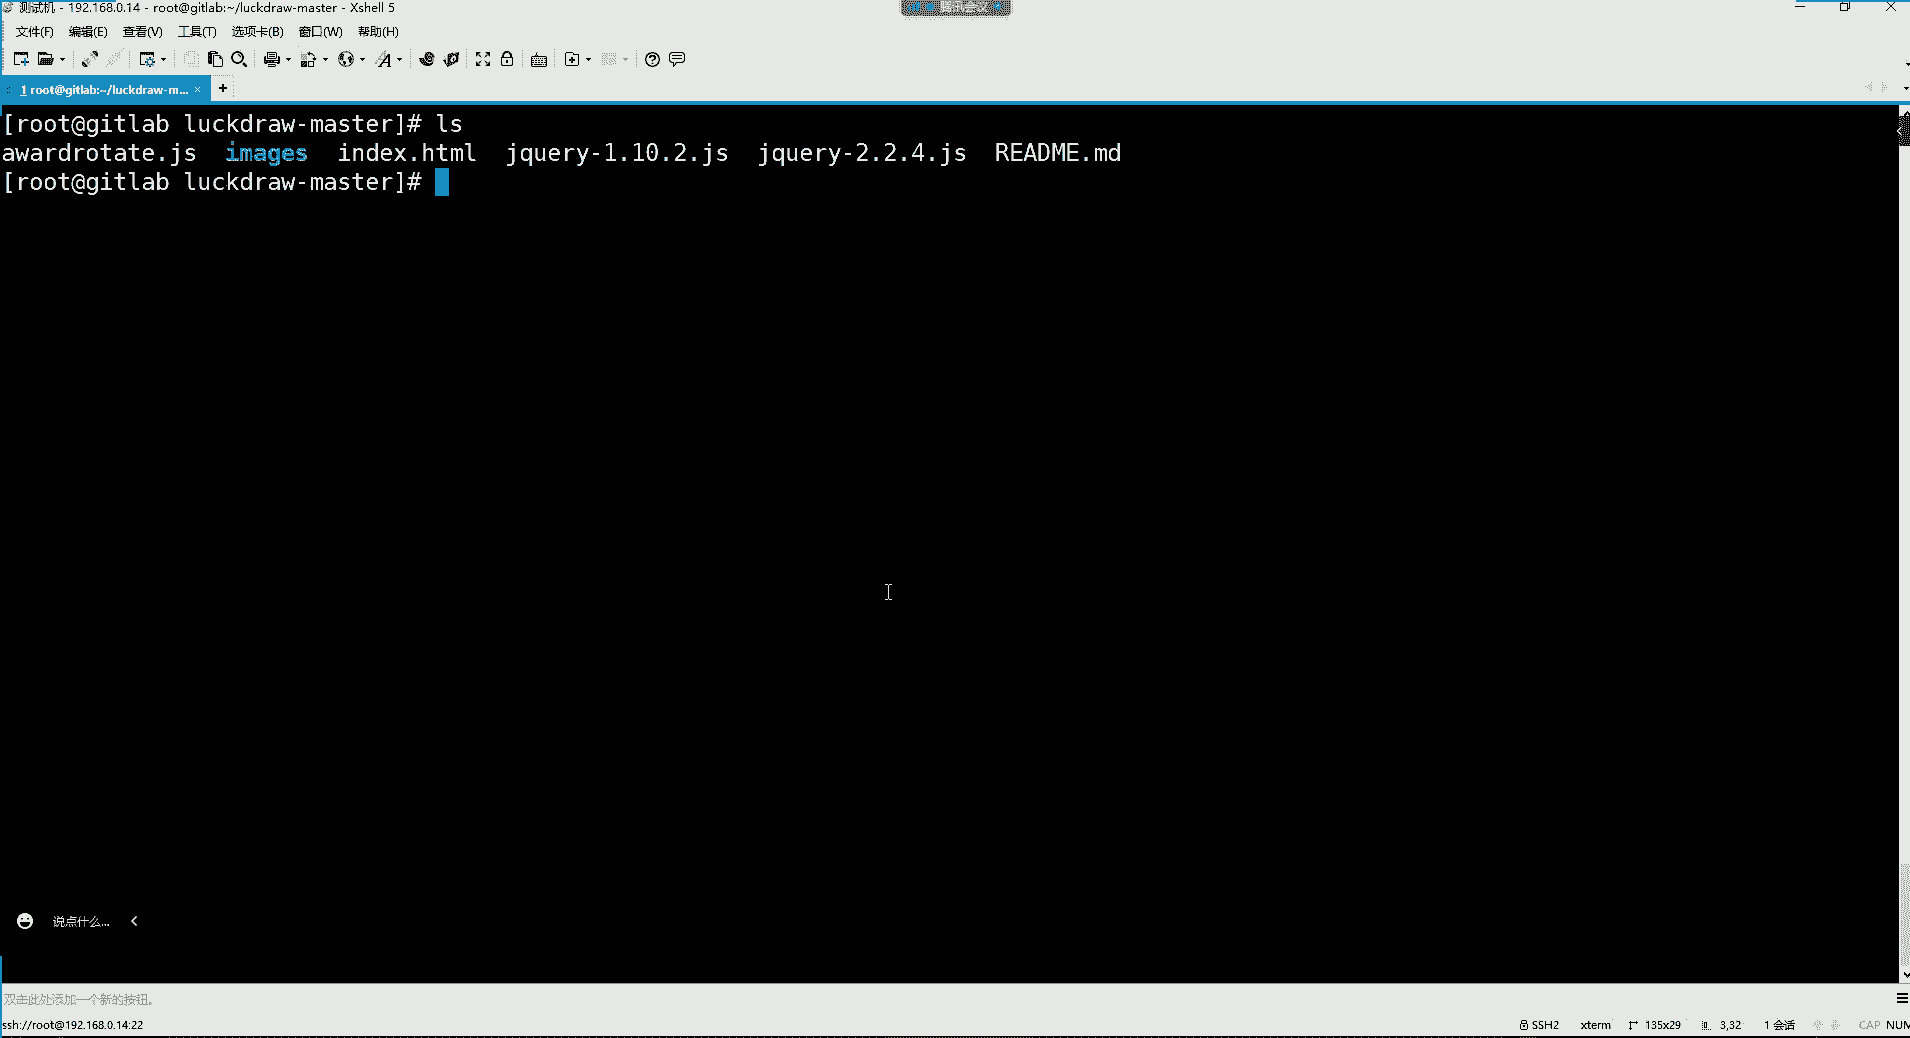 测试机 - 192.168.0.14 - root@gitlab:~/luckdraw-master - Xshell 5
腾讯会议
文件(F) 编辑(E) 查看(V) 工具(T) 选项卡(B) 窗口(W) 帮助(H)
1 root@gitlab:~/luckdraw-m... × +
[root@gitlab luckdraw-master]# ls
awardrotate.js images index.html jquery-1.10.2.js jquery-2.2.4.js README.md
[root@gitlab luckdraw-master]#
说点什么...
双击此处添加一个新的按钮。
ssh://root@192.168.0.14:22 SSH2 xterm 135x29 3,32 1 会话 CAP NUM